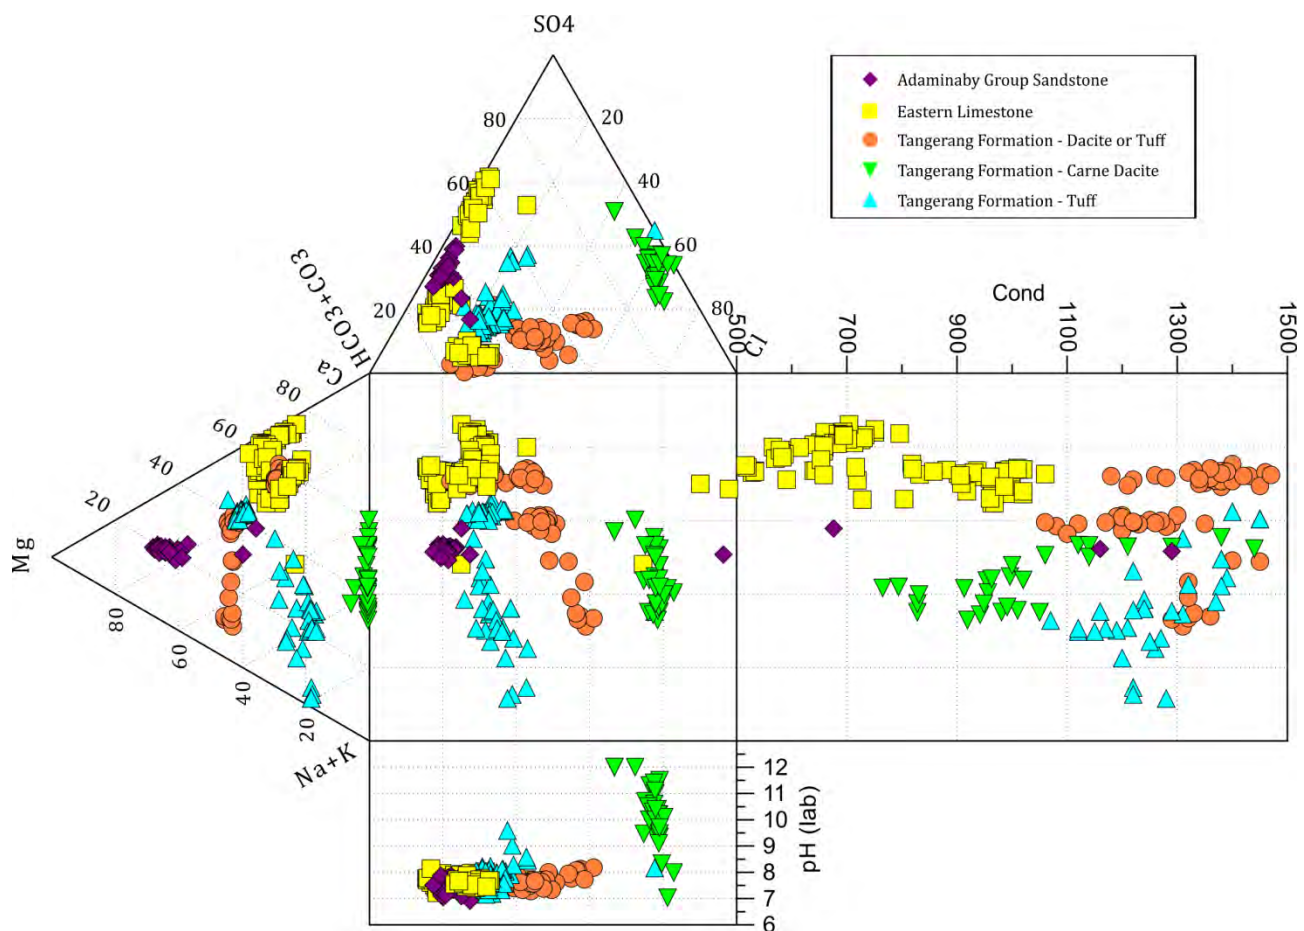 SO4
Adaminaby Group Sandstone
Eastern Limestone
Tangerang Formation - Dacite or Tuff
Tangerang Formation - Carne Dacite
Tangerang Formation - Tuff
80
20
60
40
40
60
20
80
HCO3+CO3
Cl
Ca
Cond
500
700
900
1100
1300
1500
80
60
40
20
Mg
80
60
40
20
Na+K
12
11
10
9
8
7
6
pH (lab)